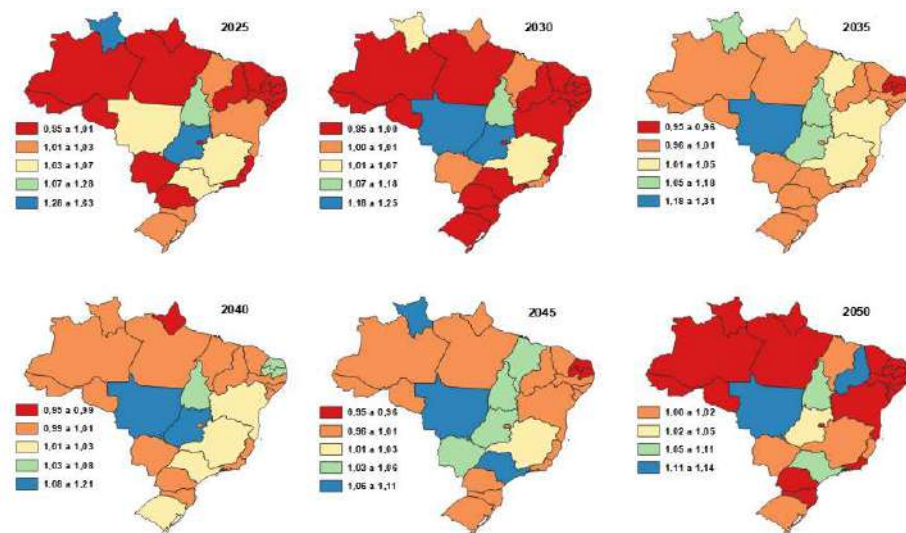 2025
0,95 a 1,01
1,01 a 1,03
1,03 a 1,07
1,07 a 1,28
1,28 a 1,63
2030
0,95 a 1,00
1,00 a 1,01
1,01 a 1,07
1,07 a 1,18
1,18 a 1,25
2035
0,95 a 0,96
0,96 a 1,01
1,01 a 1,05
1,05 a 1,18
1,18 a 1,31
2040
0,95 a 0,99
0,99 a 1,01
1,01 a 1,03
1,03 a 1,08
1,08 a 1,21
2045
0,95 a 0,96
0,96 a 1,01
1,01 a 1,03
1,03 a 1,06
1,06 a 1,11
2050
1,00 a 1,02
1,02 a 1,05
1,05 a 1,11
1,11 a 1,14